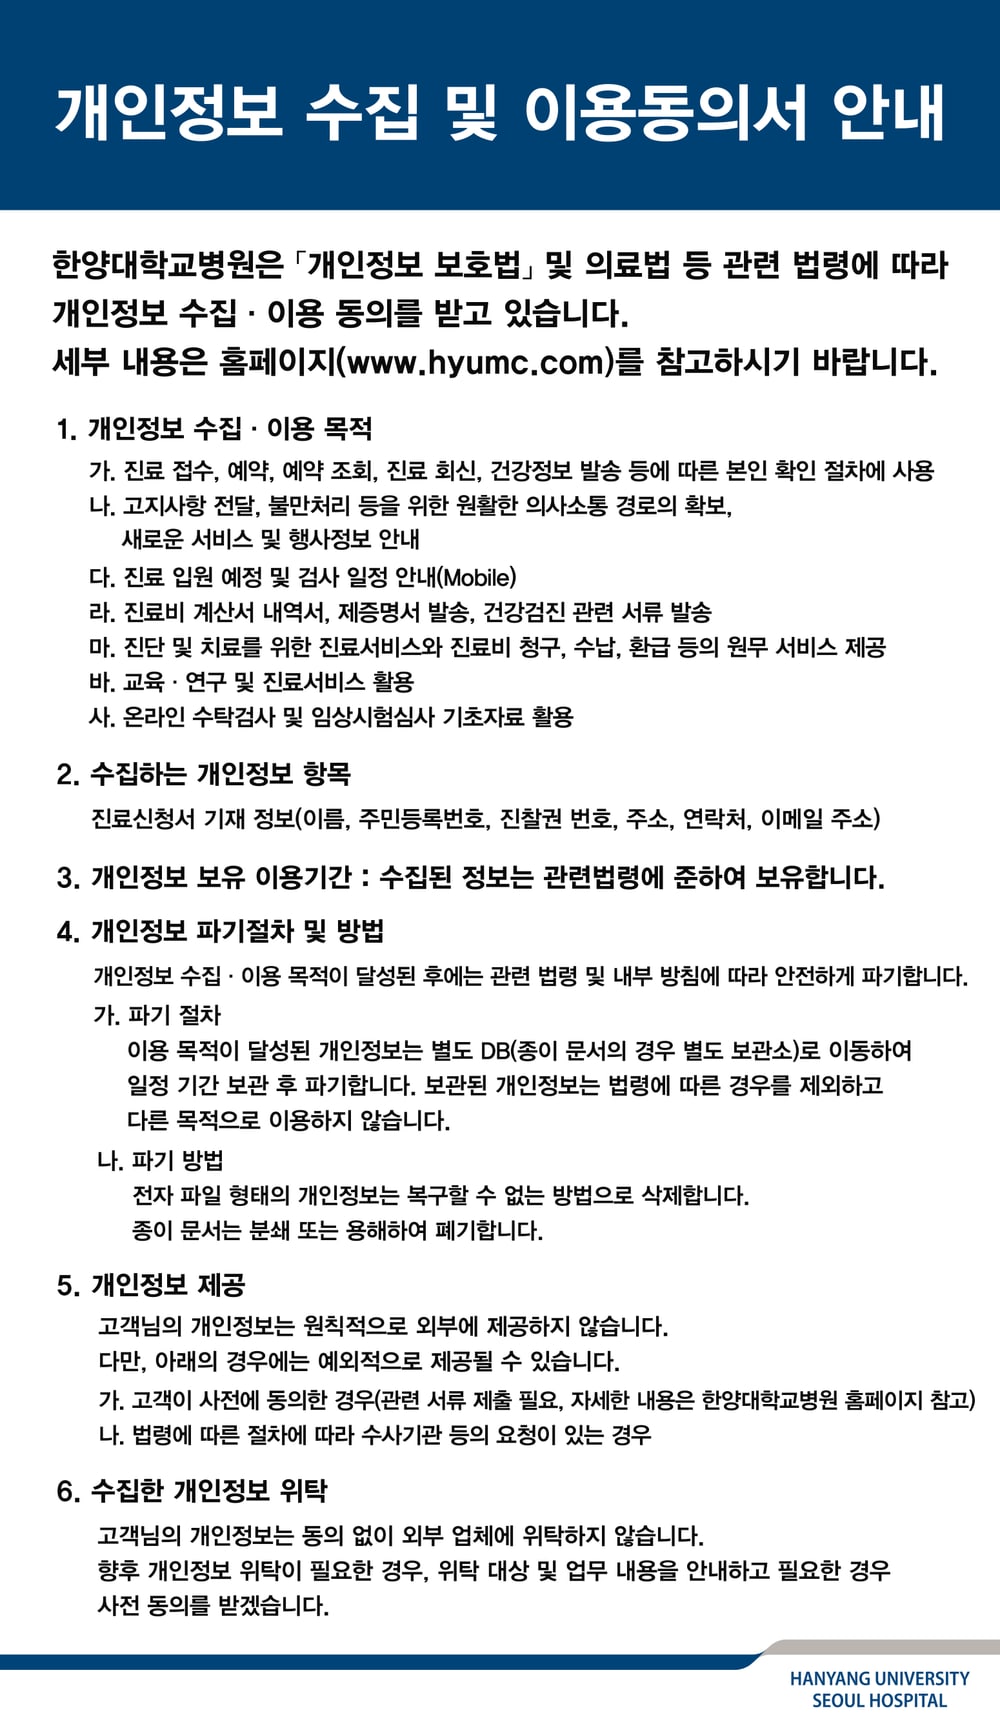 개인정보 수집 및 이용동의서 안내
한양대학교병원은 「개인정보 보호법」 및 의료법 등 관련 법령에 따라
개인정보 수집 · 이용 동의를 받고 있습니다.
세부 내용은 홈페이지(www.hyumc.com)를 참고하시기 바랍니다.
1. 개인정보 수집 · 이용 목적
가. 진료 접수, 예약, 예약 조회, 진료 회신, 건강정보 발송 등에 따른 본인 확인 절차에 사용
나. 고지사항 전달, 불만처리 등을 위한 원활한 의사소통 경로의 확보,
새로운 서비스 및 행사정보 안내
다. 진료 입원 예정 및 검사 일정 안내(Mobile)
라. 진료비 계산서 내역서, 제증명서 발송, 건강검진 관련 서류 발송
마. 진단 및 치료를 위한 진료서비스와 진료비 청구, 수납, 환급 등의 원무 서비스 제공
바. 교육 · 연구 및 진료서비스 활용
사. 온라인 수탁검사 및 임상시험심사 기초자료 활용
2. 수집하는 개인정보 항목
진료신청서 기재 정보(이름, 주민등록번호, 진찰권 번호, 주소, 연락처, 이메일 주소)
3. 개인정보 보유 이용기간 : 수집된 정보는 관련법령에 준하여 보유합니다.
4. 개인정보 파기절차 및 방법
개인정보 수집 · 이용 목적이 달성된 후에는 관련 법령 및 내부 방침에 따라 안전하게 파기합니다.
가. 파기 절차
이용 목적이 달성된 개인정보는 별도 DB(종이 문서의 경우 별도 보관소)로 이동하여
일정 기간 보관 후 파기합니다. 보관된 개인정보는 법령에 따른 경우를 제외하고
다른 목적으로 이용하지 않습니다.
나. 파기 방법
전자 파일 형태의 개인정보는 복구할 수 없는 방법으로 삭제합니다.
종이 문서는 분쇄 또는 용해하여 폐기합니다.
5. 개인정보 제공
고객님의 개인정보는 원칙적으로 외부에 제공하지 않습니다.
다만, 아래의 경우에는 예외적으로 제공될 수 있습니다.
가. 고객이 사전에 동의한 경우(관련 서류 제출 필요, 자세한 내용은 한양대학교병원 홈페이지 참고)
나. 법령에 따른 절차에 따라 수사기관 등의 요청이 있는 경우
6. 수집한 개인정보 위탁
고객님의 개인정보는 동의 없이 외부 업체에 위탁하지 않습니다.
향후 개인정보 위탁이 필요한 경우, 위탁 대상 및 업무 내용을 안내하고 필요한 경우
사전 동의를 받겠습니다.
HANYANG UNIVERSITY
SEOUL HOSPITAL